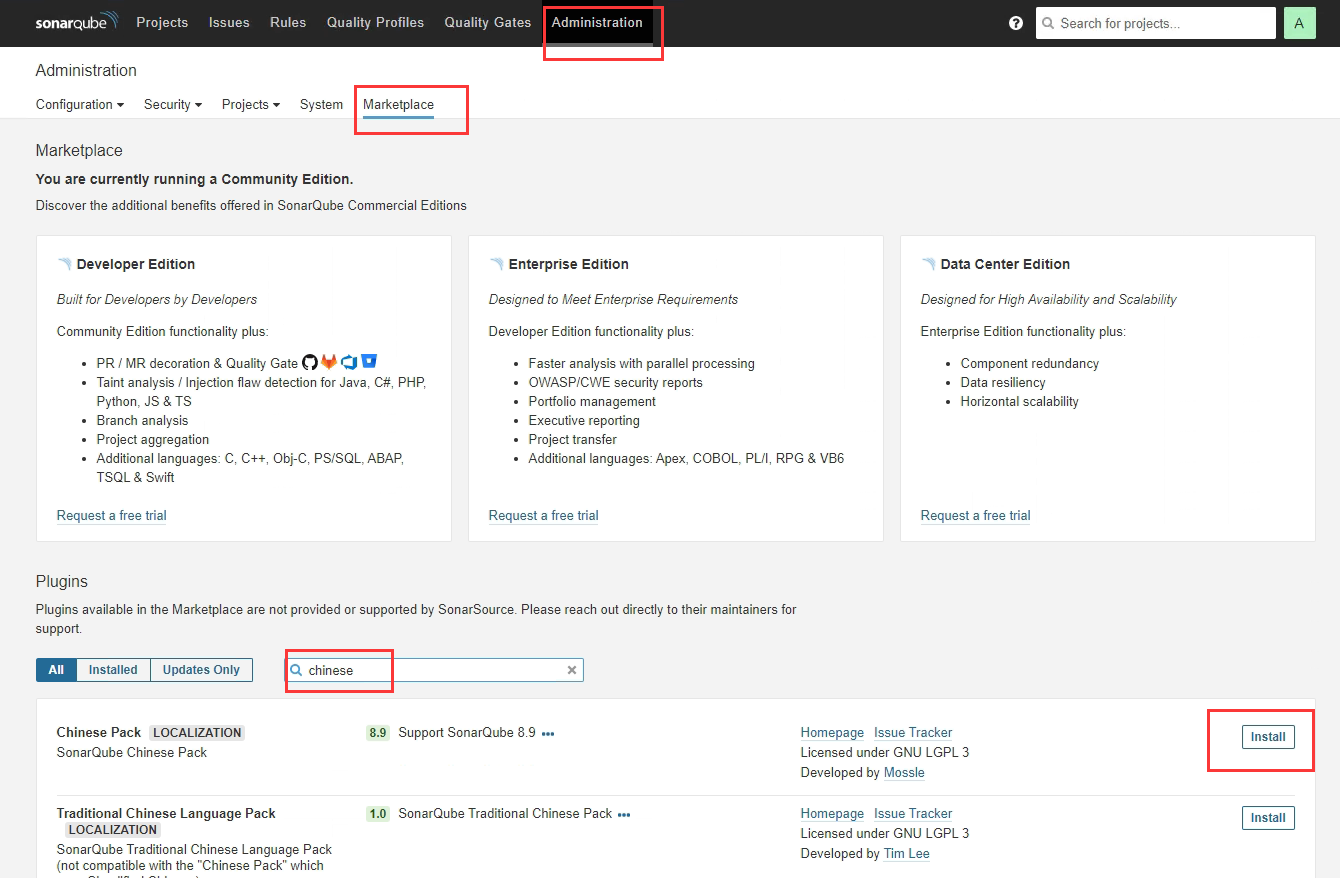 sonarqube Projects Issues Rules Quality Profiles Quality Gates Administration ? Search for projects... A
Administration
Configuration Security Projects System Marketplace
Marketplace
You are currently running a Community Edition.
Discover the additional benefits offered in SonarQube Commercial Editions
Developer Edition
Built for Developers by Developers
Community Edition functionality plus:
• PR / MR decoration & Quality Gate
• Taint analysis / Injection flaw detection for Java, C#, PHP,
Python, JS & TS
• Branch analysis
• Project aggregation
• Additional languages: C, C++, Obj-C, PS/SQL, ABAP,
TSQL & Swift
Request a free trial
Enterprise Edition
Designed to Meet Enterprise Requirements
Developer Edition functionality plus:
• Faster analysis with parallel processing
• OWASP/CWE security reports
• Portfolio management
• Executive reporting
• Project transfer
• Additional languages: Apex, COBOL, PL/I, RPG & VB6
Request a free trial
Data Center Edition
Designed for High Availability and Scalability
Enterprise Edition functionality plus:
• Component redundancy
• Data resiliency
• Horizontal scalability
Request a free trial
Plugins
Plugins available in the Marketplace are not provided or supported by SonarSource. Please reach out directly to their maintainers for
support.
All Installed Updates Only chinese
Chinese Pack LOCALIZATION
SonarQube Chinese Pack
8.9 Support SonarQube 8.9 •••
Homepage Issue Tracker
Licensed under GNU LGPL 3
Developed by Mossle
Install
Traditional Chinese Language Pack
LOCALIZATION
SonarQube Traditional Chinese Language Pack
(not compatible with the "Chinese Pack" which
1.0 SonarQube Traditional Chinese Pack •••
Homepage Issue Tracker
Licensed under GNU LGPL 3
Developed by Tim Lee
Install